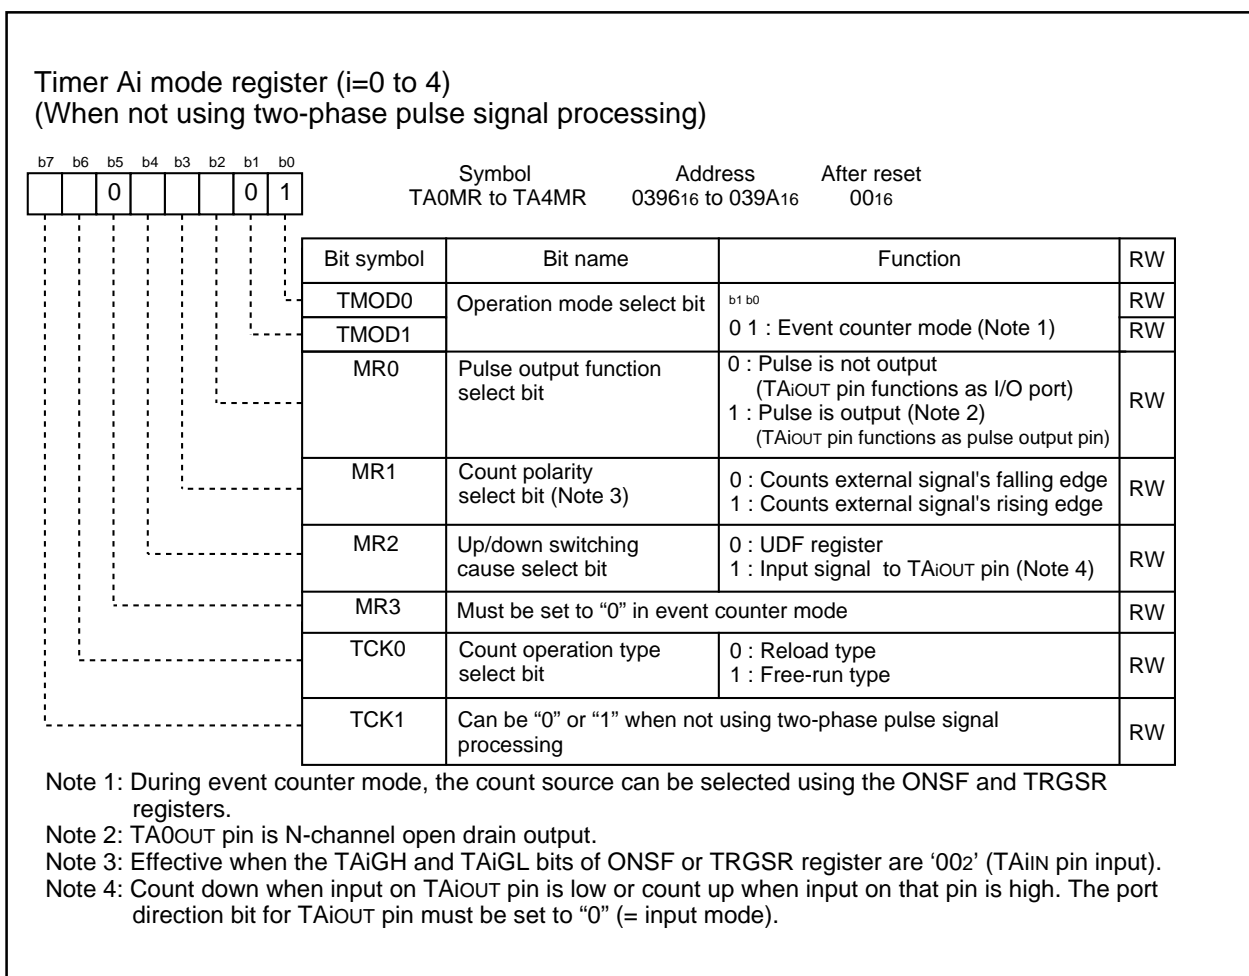 Timer Ai mode register (i=0 to 4)
(When not using two-phase pulse signal processing)
b7 b6 b5 b4 b3 b2 b1 b0
0 0 1
Symbol Address After reset
TA0MR to TA4MR 039616 to 039A16 0016
Bit symbol Bit name Function RW
TMOD0 Operation mode select bit b1 b0 RW
TMOD1 0 1 : Event counter mode (Note 1) RW
MR0 Pulse output function 0 : Pulse is not output
select bit (TAiOUT pin functions as I/O port) RW
1 : Pulse is output (Note 2)
(TAiOUT pin functions as pulse output pin)
MR1 Count polarity 0 : Counts external signal's falling edge RW
select bit (Note 3) 1 : Counts external signal's rising edge
MR2 Up/down switching 0 : UDF register RW
cause select bit 1 : Input signal to TAiOUT pin (Note 4)
MR3 Must be set to “0” in event counter mode RW
TCK0 Count operation type 0 : Reload type RW
select bit 1 : Free-run type
TCK1 Can be “0” or “1” when not using two-phase pulse signal RW
processing
Note 1: During event counter mode, the count source can be selected using the ONSF and TRGSR
registers.
Note 2: TA0OUT pin is N-channel open drain output.
Note 3: Effective when the TAiGH and TAiGL bits of ONSF or TRGSR register are ‘002’ (TAiIN pin input).
Note 4: Count down when input on TAiOUT pin is low or count up when input on that pin is high. The port
direction bit for TAiOUT pin must be set to “0” (= input mode).